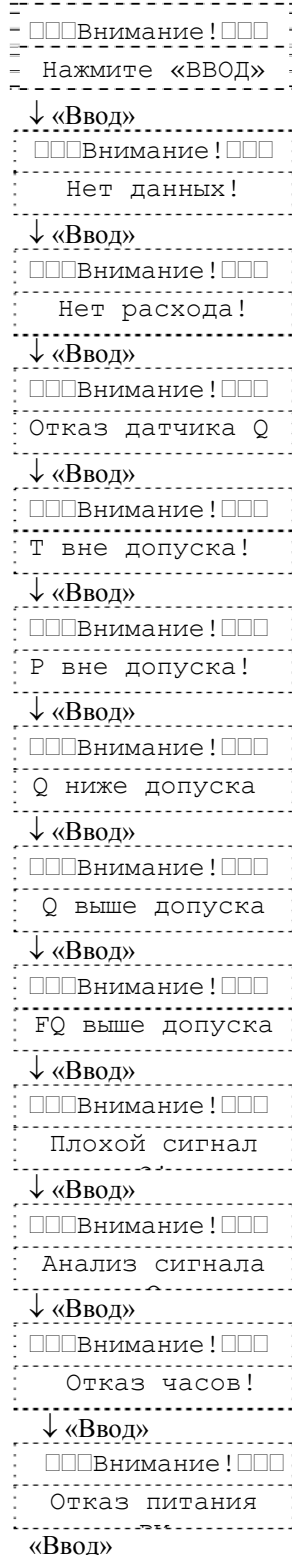 □□□Внимание!□□□
Нажмите «ВВОД»
↓ «Ввод»
□□□Внимание!□□□
Нет данных!
↓ «Ввод»
□□□Внимание!□□□
Нет расхода!
↓ «Ввод»
□□□Внимание!□□□
Отказ датчика Q
↓ «Ввод»
□□□Внимание!□□□
Т вне допуска!
↓ «Ввод»
□□□Внимание!□□□
Р вне допуска!
↓ «Ввод»
□□□Внимание!□□□
Q ниже допуска
↓ «Ввод»
□□□Внимание!□□□
Q выше допуска
↓ «Ввод»
□□□Внимание!□□□
FQ выше допуска
↓ «Ввод»
□□□Внимание!□□□
Плохой сигнал
↓ «Ввод»
□□□Внимание!□□□
Анализ сигнала
↓ «Ввод»
□□□Внимание!□□□
Отказ часов!
↓ «Ввод»
□□□Внимание!□□□
Отказ питания
«Ввод»